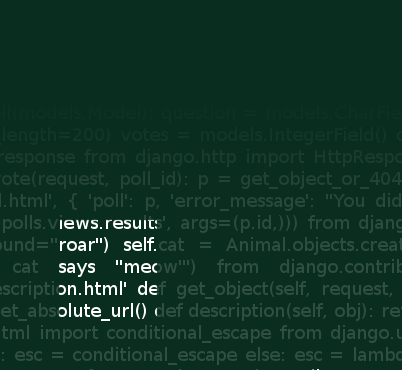 (models.Model): question = models.CharFie
length=200) votes = models.IntegerField() c
response from django.http import HttpRespo
ote(request, poll_id): p = get_object_or_404
l.html', { 'poll': p, 'error_message': "You did
polls.views.results', args=(p.id,))) from djang
ound="roar") self.cat = Animal.objects.creat
cat says "meow"') from django.contrib
escription.html' def get_object(self, request,
et_absolute_url() def description(self, obj): re
tml import conditional_escape from django.u
: esc = conditional_escape else: esc = lambd